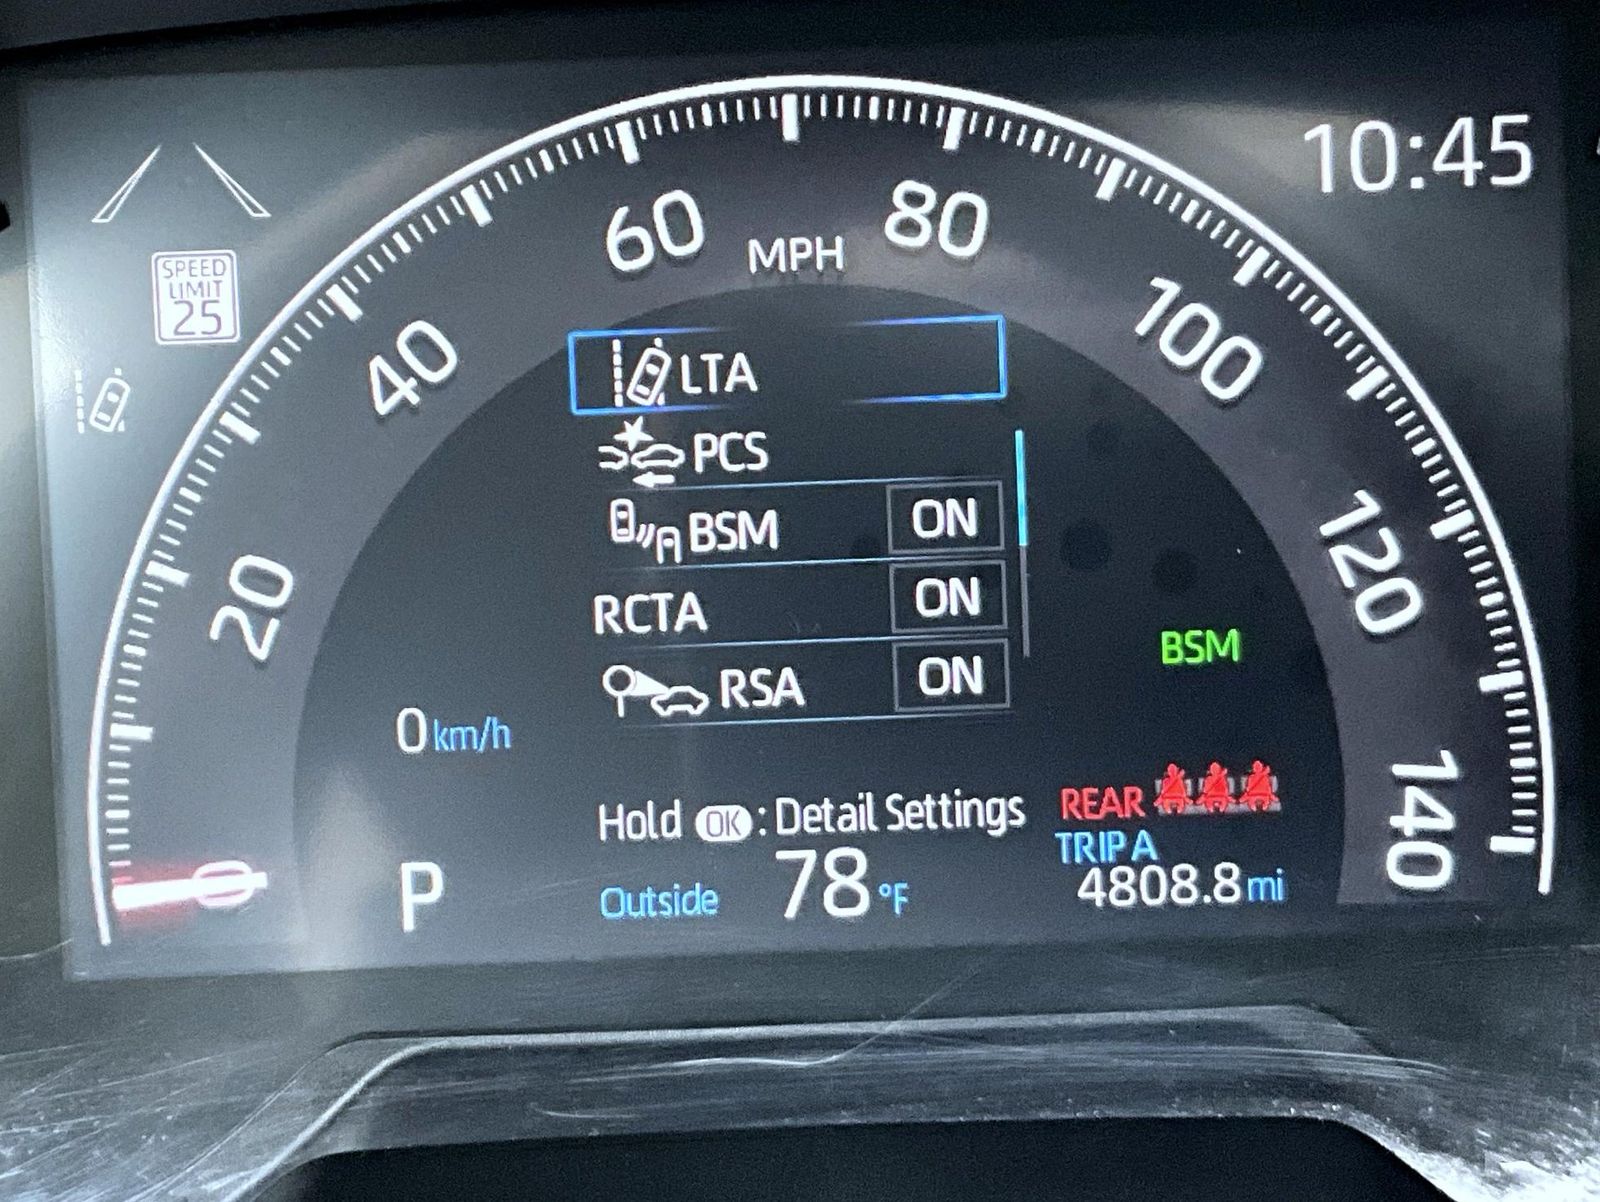 10:45
SPEED
LIMIT
25
0
20
40
60
MPH
80
100
120
140
LTA
PCS
BSM ON
RCTA ON
RSA ON
BSM
0 km/h
Hold OK : Detail Settings
REAR
P
Outside 78 °F
TRIP A
4808.8 mi